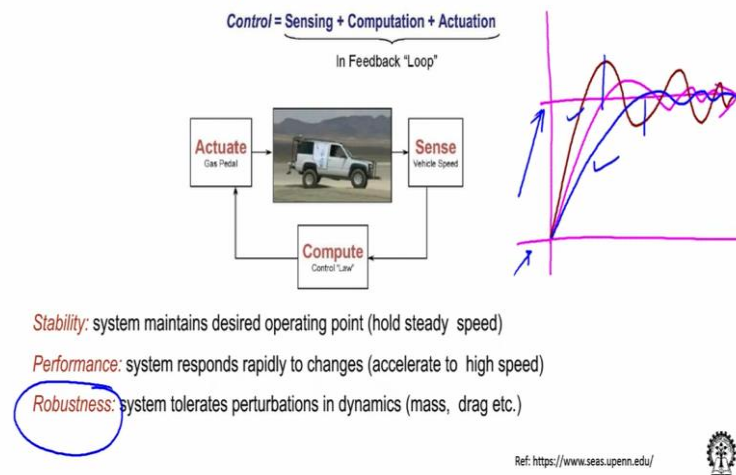 Control = Sensing + Computation + Actuation
In Feedback "Loop"
Actuate
Gas Pedal
Sense
Vehicle Speed
Compute
Control "Law"
Stability: system maintains desired operating point (hold steady speed)
Performance: system responds rapidly to changes (accelerate to high speed)
Robustness: system tolerates perturbations in dynamics (mass, drag etc.)
Ref: https://www.seas.upenn.edu/